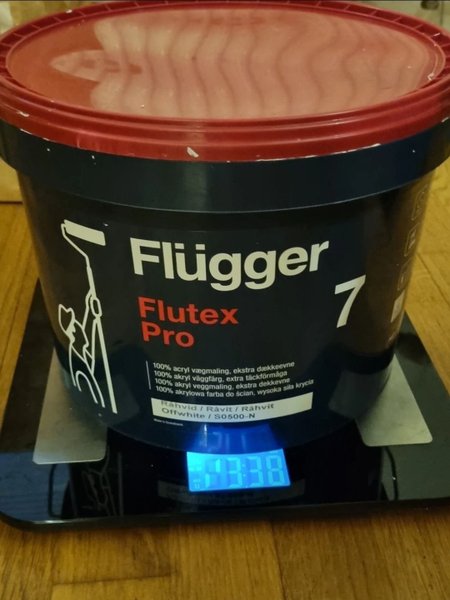 Flügger
Flutex
Pro
7
100% acryl vægmaling, ekstra dækkeevne
100% akryl väggfärg, extra täckförmåga
100% akryl veggmaling, ekstra dekkevne
100% akrylowa farba do ścian, wysoka siła krycia
Råhvid / Råvit / Råhvit
Offwhite / S0500-N
13.38